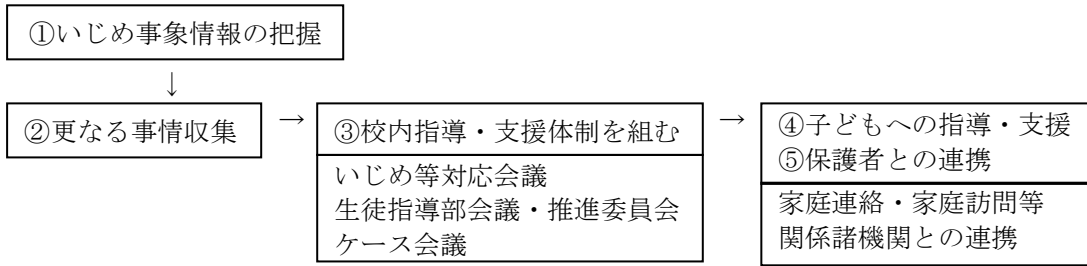 ①いじめ事象情報の把握
↓
②更なる事情収集
→
③校内指導・支援体制を組む
いじめ等対応会議
生徒指導部会議・推進委員会
ケース会議
→
④子どもへの指導・支援
⑤保護者との連携
家庭連絡・家庭訪問等
関係諸機関との連携